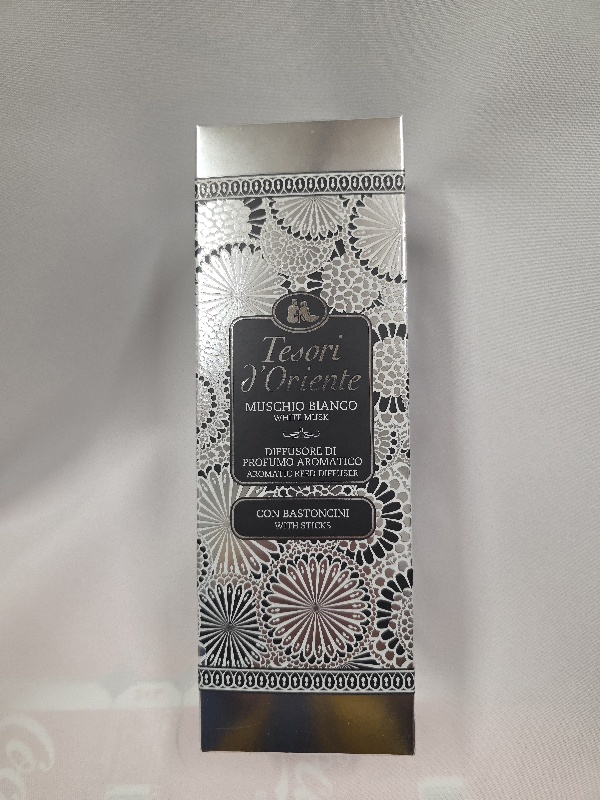 Tesori
d'Oriente
MUSCHIO BIANCO
WHITE MUSK
DIFFUSORE DI
PROFUMO AROMATICO
AROMATIC REED DIFFUSER
CON BASTONCINI
WITH STICKS